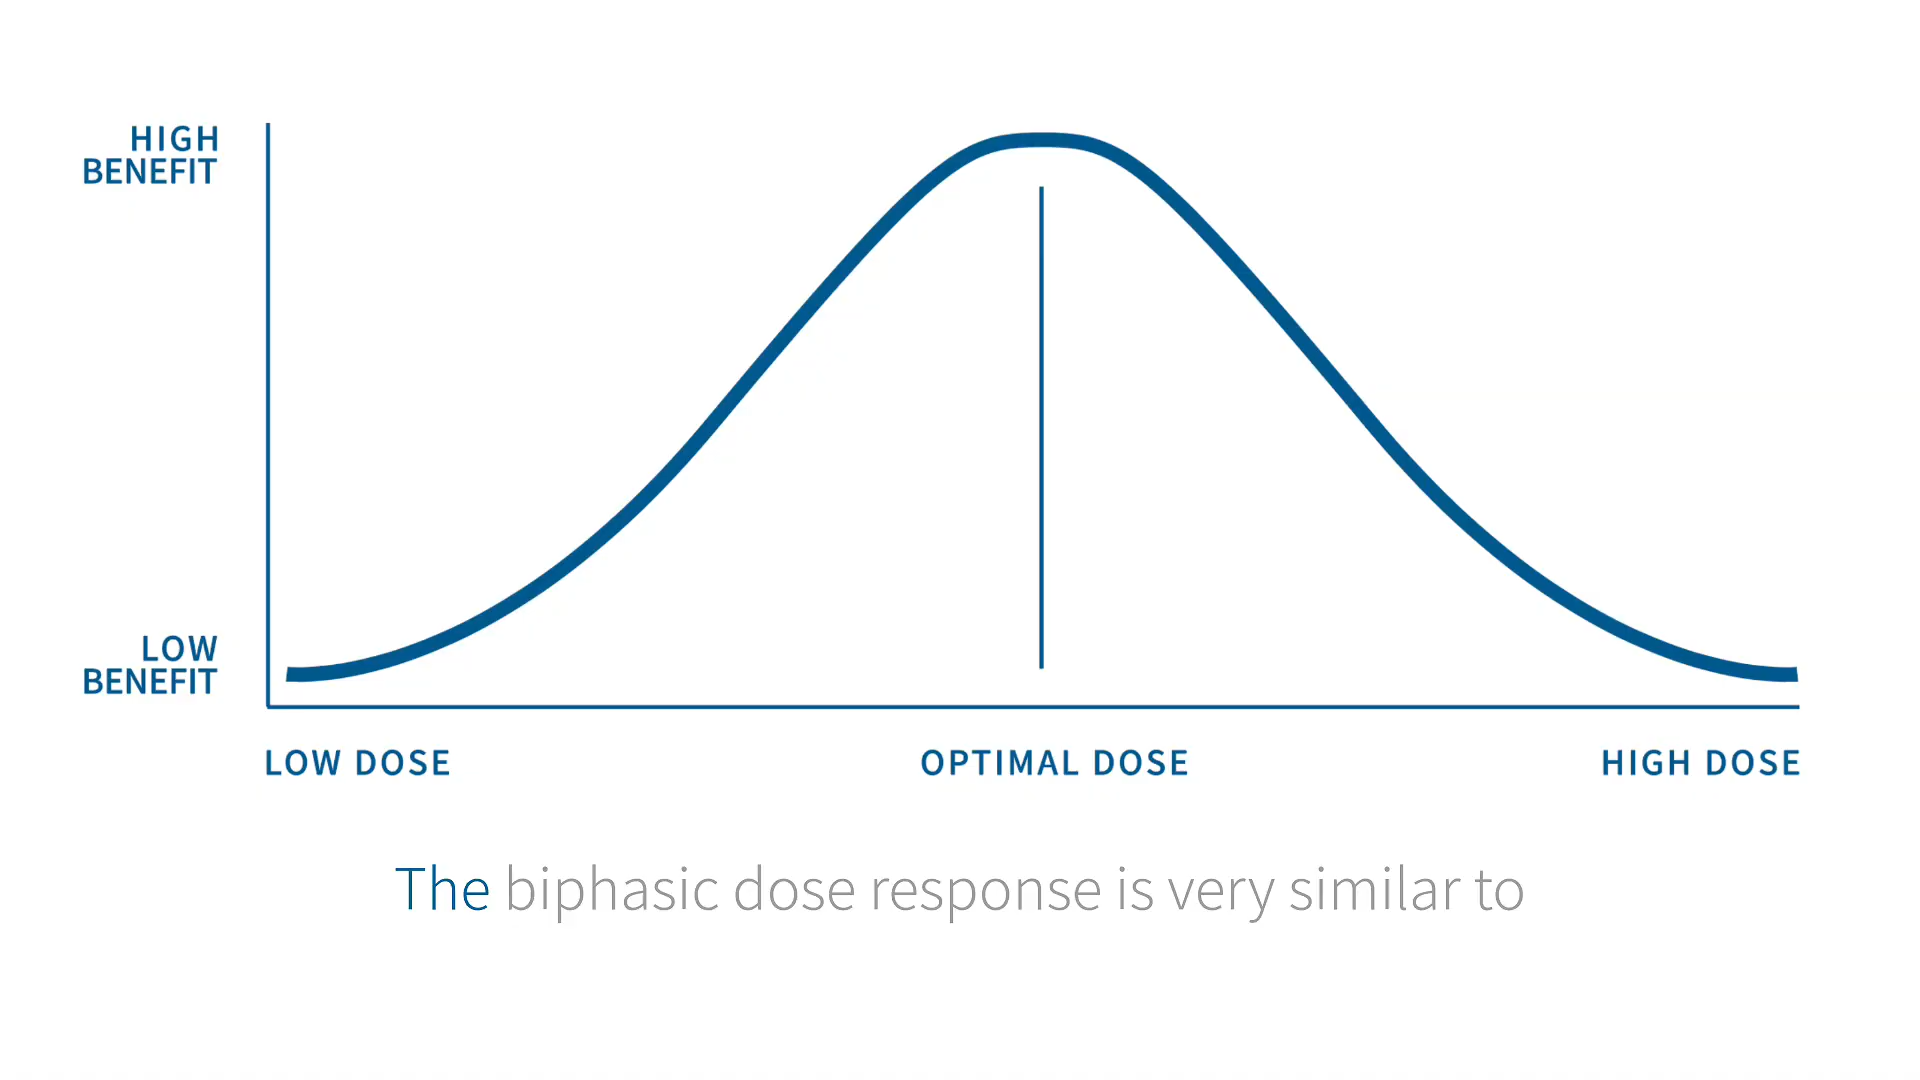 HIGH
BENEFIT
LOW
BENEFIT
LOW DOSE
OPTIMAL DOSE
HIGH DOSE
The biphasic dose response is very similar to